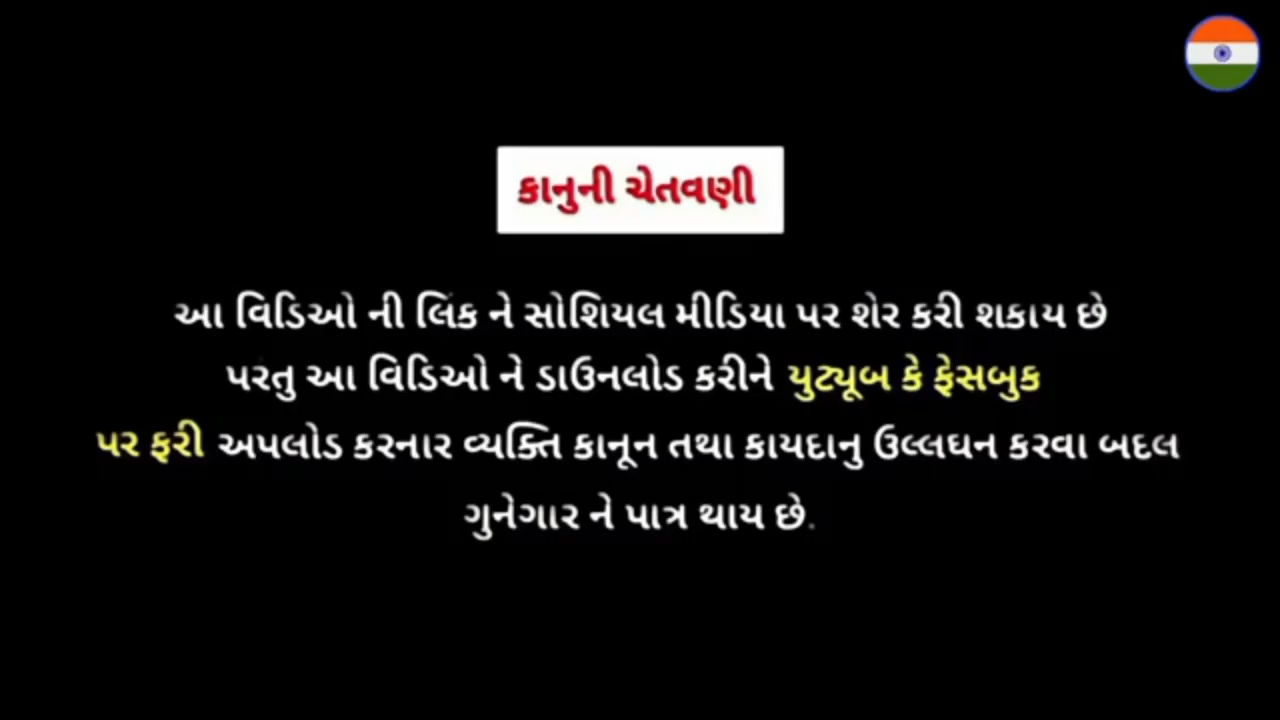 કાનુની ચેતવણી
આ વિડિઓ ની લિંક ને સોશિયલ મીડિયા પર શેર કરી શકાય છે
પરંતુ આ વિડિઓ ને ડાઉનલોડ કરીને યુટ્યૂબ કે ફેસબુક
પર ફરી અપલોડ કરનાર વ્યક્તિ કાનૂન તથા કાયદાનુ ઉલ્લઘન કરવા બદલ
ગુનેગાર ને પાત્ર થાય છે.